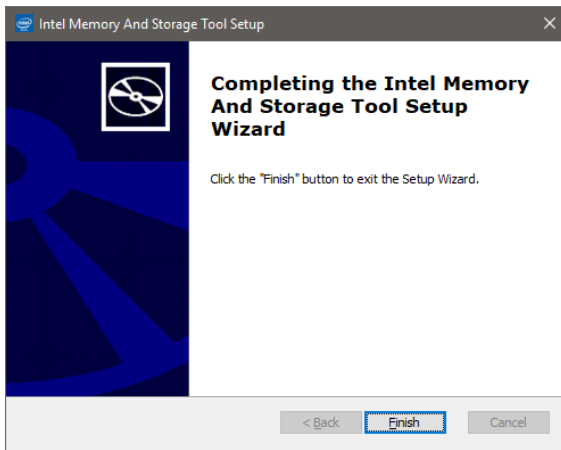 Intel Memory And Storage Tool Setup
Completing the Intel Memory
And Storage Tool Setup
Wizard
Click the "Finish" button to exit the Setup Wizard.
< Back
Finish
Cancel